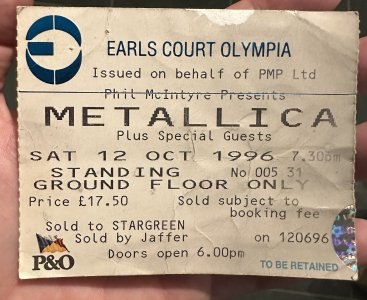 EARLS COURT OLYMPIA
Issued on behalf of PMP Ltd
Phil McIntyre Presents
METALLICA
Plus Special Guests
SAT 12 OCT 1996 7.30pm
STANDING No 005 31
GROUND FLOOR ONLY
Price £17.50 Sold subject to
booking fee
Sold to STARGREEN
Sold by Jaffer on 120696
P&O Doors open 6.00pm
TO BE RETAINED